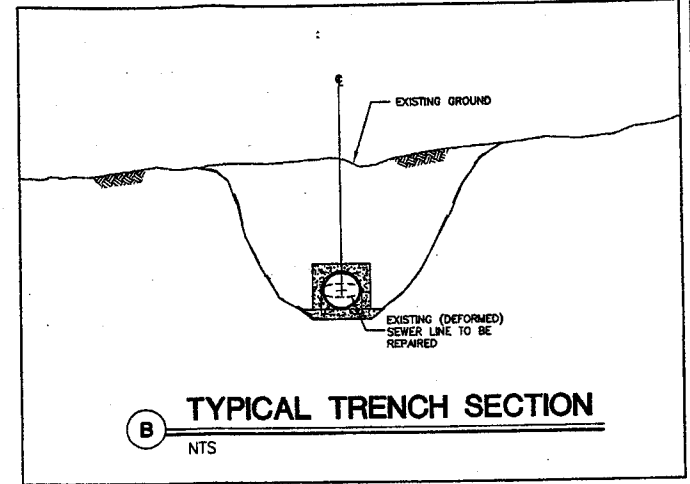 ℄
EXISTING GROUND
EXISTING (DEFORMED)
SEWER LINE TO BE
REPAIRED
B TYPICAL TRENCH SECTION
NTS